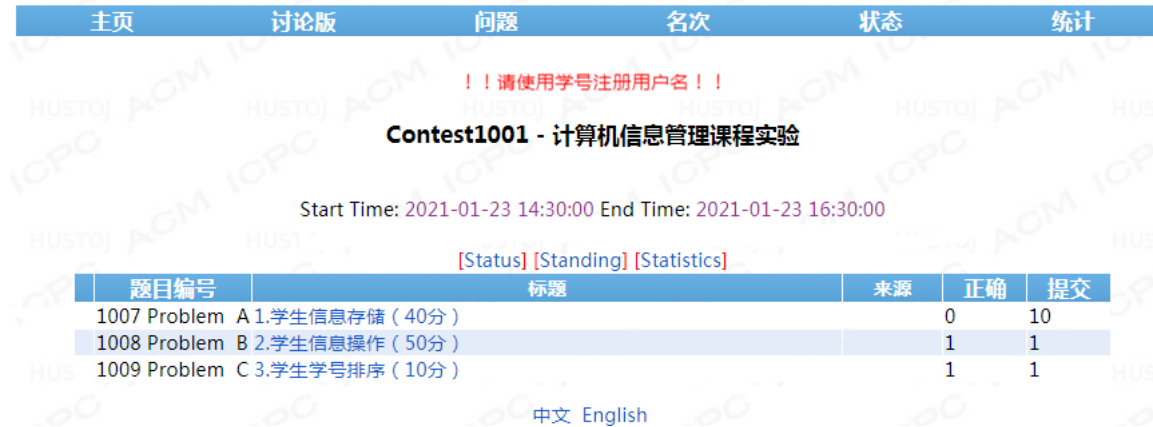 主页 讨论版 问题 名次 状态 统计
！！请使用学号注册用户名！！
Contest1001 - 计算机信息管理课程实验
Start Time: 2021-01-23 14:30:00 End Time: 2021-01-23 16:30:00
[Status] [Standing] [Statistics]
题目编号 标题 来源 正确 提交
1007 Problem A 1.学生信息存储（40分） 0 10
1008 Problem B 2.学生信息操作（50分） 1 1
1009 Problem C 3.学生学号排序（10分） 1 1
中文 English